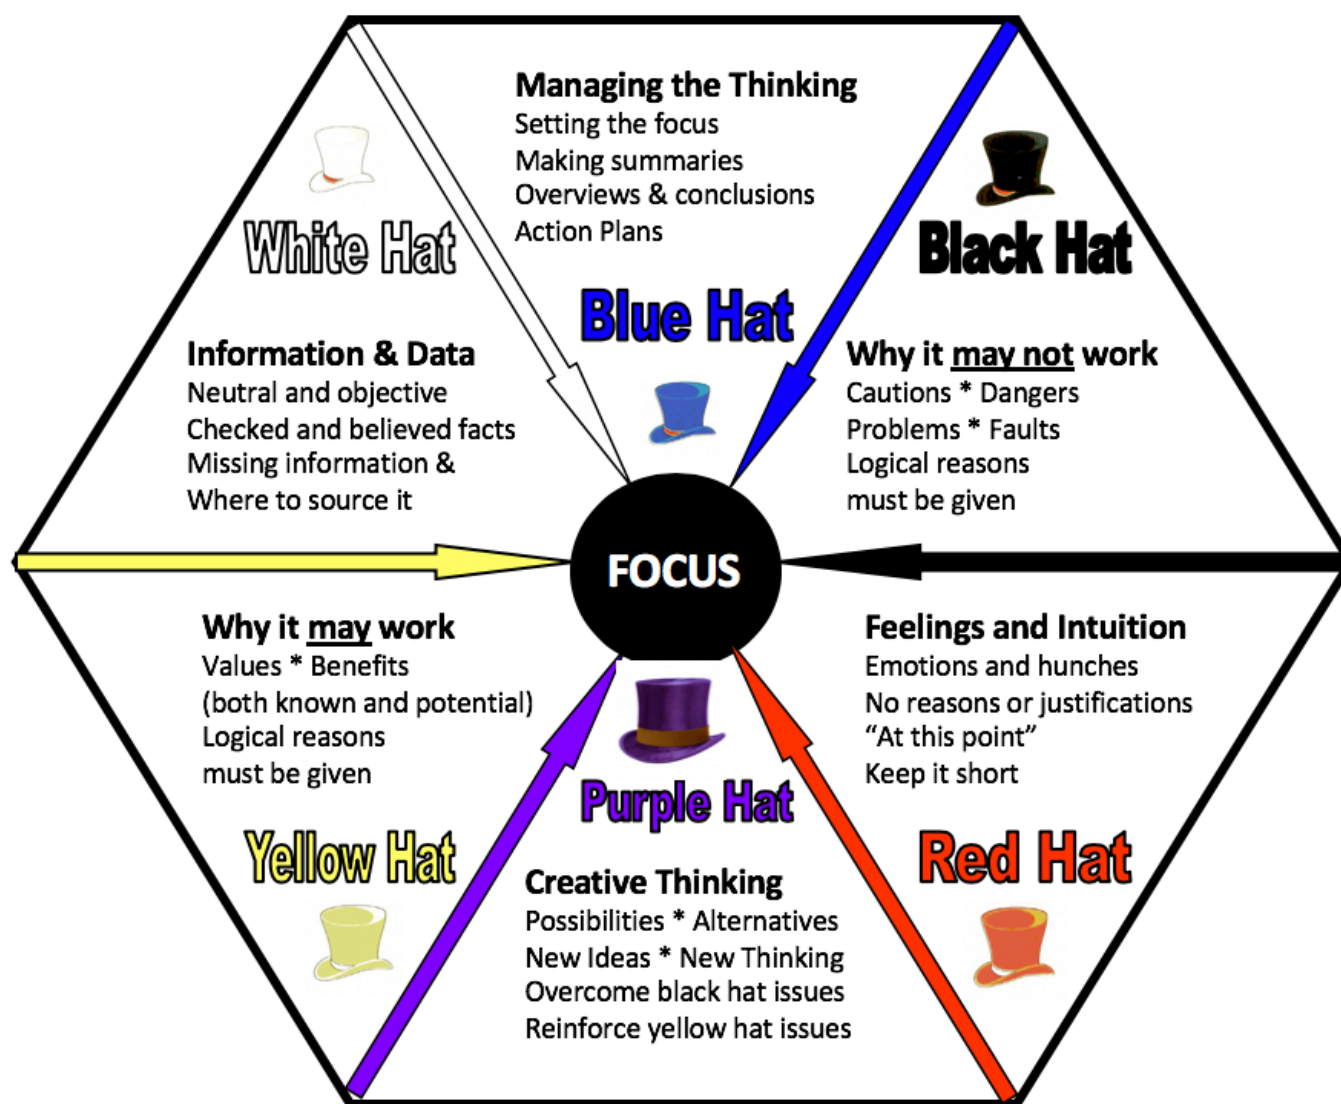 Managing the Thinking
Setting the focus
Making summaries
Overviews & conclusions
Action Plans
Blue Hat
White Hat
Information & Data
Neutral and objective
Checked and believed facts
Missing information &
Where to source it
Black Hat
Why it may not work
Cautions * Dangers
Problems * Faults
Logical reasons
must be given
FOCUS
Why it may work
Values * Benefits
(both known and potential)
Logical reasons
must be given
Yellow Hat
Purple Hat
Creative Thinking
Possibilities * Alternatives
New Ideas * New Thinking
Overcome black hat issues
Reinforce yellow hat issues
Feelings and Intuition
Emotions and hunches
No reasons or justifications
“At this point”
Keep it short
Red Hat